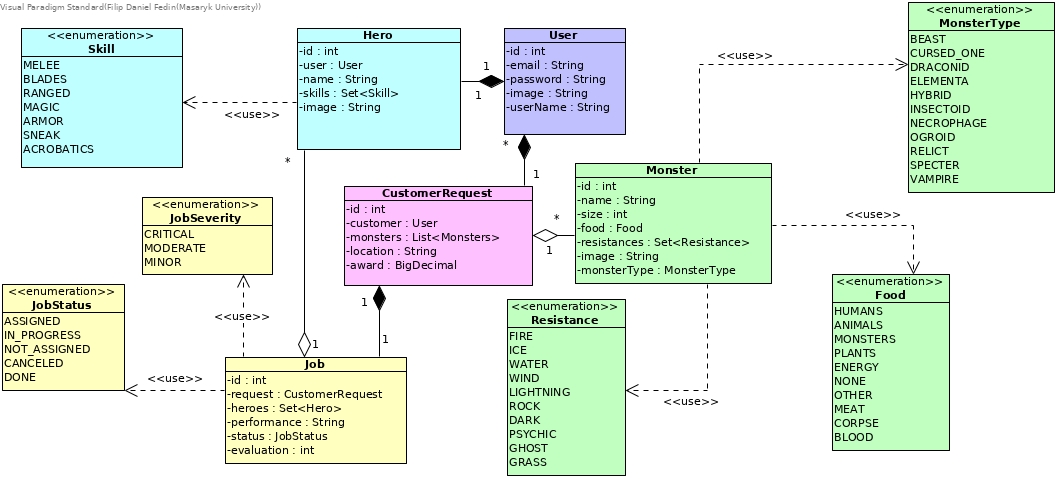 Visual Paradigm Standard(Filip Daniel Fedin(Masaryk University))
<<enumeration>>
Skill
MELEE
BLADES
RANGED
MAGIC
ARMOR
SNEAK
ACROBATICS
<<use>>
Hero
-id : int
-user : User
-name : String
-skills : Set<Skill>
-image : String
1
1
User
-id : int
-email : String
-password : String
-image : String
-userName : String
*
1
<<use>>
<<enumeration>>
MonsterType
BEAST
CURSED_ONE
DRACONID
ELEMENTA
HYBRID
INSECTOID
NECROPHAGE
OGROID
RELICT
SPECTER
VAMPIRE
*
1
<<enumeration>>
JobSeverity
CRITICAL
MODERATE
MINOR
<<use>>
CustomerRequest
-id : int
-customer : User
-monsters : List<Monsters>
-location : String
-award : BigDecimal
*
1
Monster
-id : int
-name : String
-size : int
-food : Food
-resistances : Set<Resistance>
-image : String
-monsterType : MonsterType
<<use>>
<<enumeration>>
JobStatus
ASSIGNED
IN_PROGRESS
NOT_ASSIGNED
CANCELED
DONE
<<use>>
1
1
Job
-id : int
-request : CustomerRequest
-heroes : Set<Hero>
-performance : String
-status : JobStatus
-evaluation : int
<<enumeration>>
Resistance
FIRE
ICE
WATER
WIND
LIGHTNING
ROCK
DARK
PSYCHIC
GHOST
GRASS
<<use>>
<<enumeration>>
Food
HUMANS
ANIMALS
MONSTERS
PLANTS
ENERGY
NONE
OTHER
MEAT
CORPSE
BLOOD